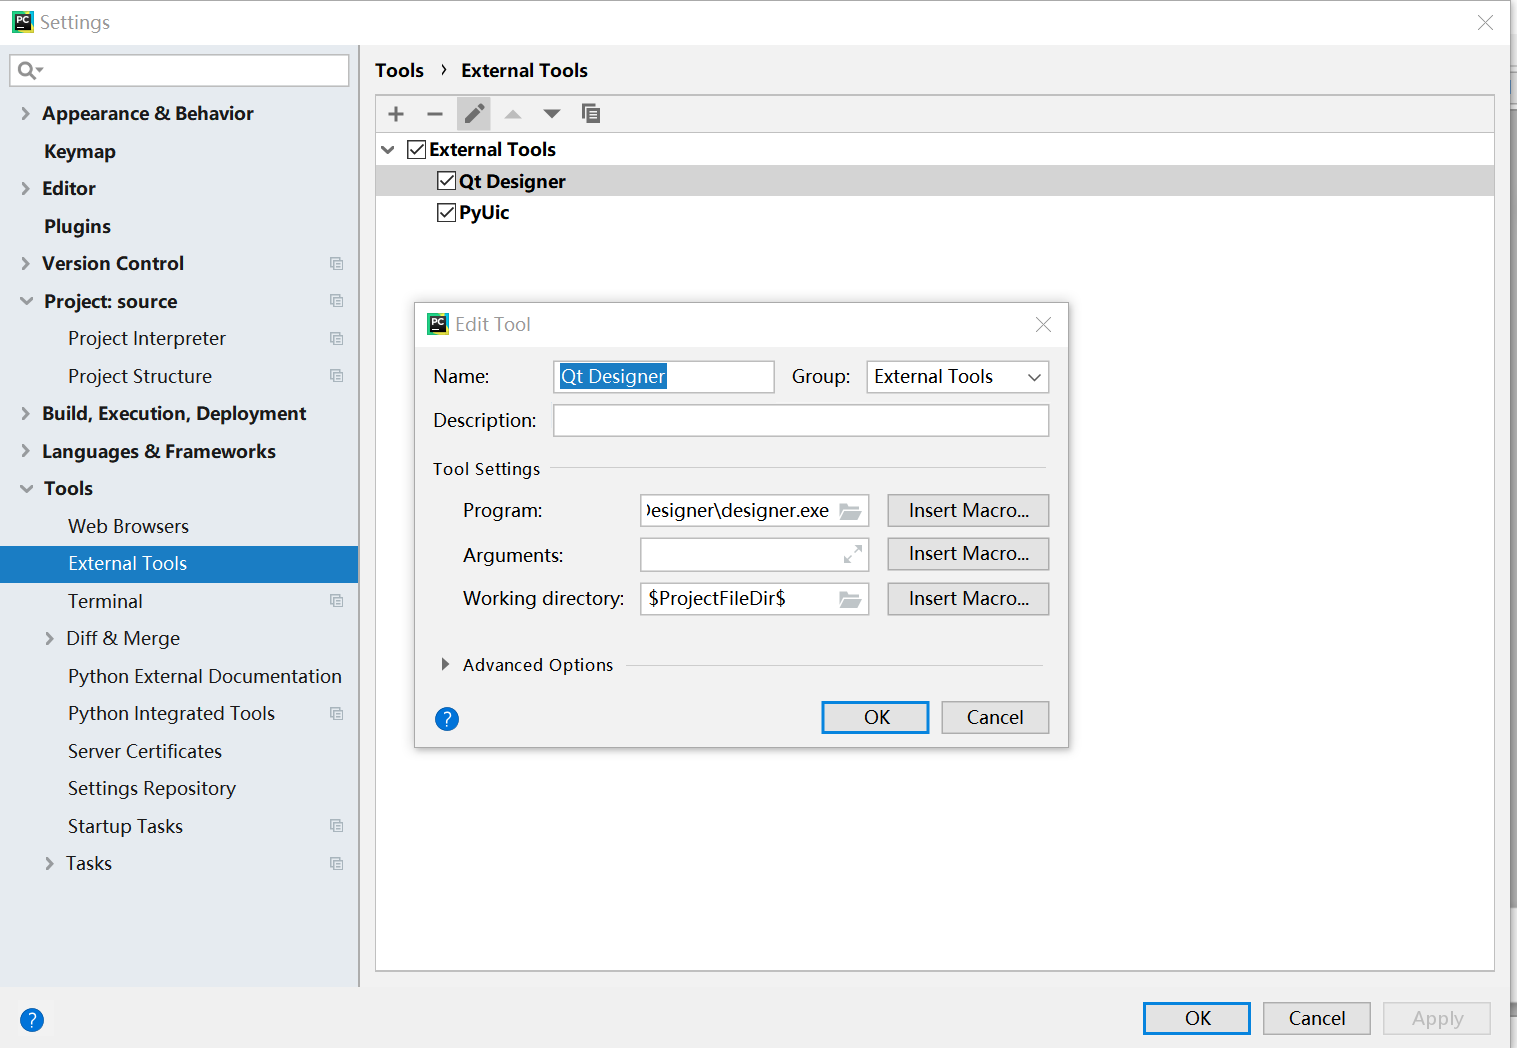 Settings
Appearance & Behavior
Keymap
Editor
Plugins
Version Control
Project: source
Project Interpreter
Project Structure
Build, Execution, Deployment
Languages & Frameworks
Tools
Web Browsers
External Tools
Terminal
Diff & Merge
Python External Documentation
Python Integrated Tools
Server Certificates
Settings Repository
Startup Tasks
Tasks
Tools › External Tools
External Tools
Qt Designer
PyUic
PC Edit Tool
Name: Qt Designer Group: External Tools
Description:
Tool Settings
Program: Designer\designer.exe Insert Macro...
Arguments: Insert Macro...
Working directory: $ProjectFileDir$ Insert Macro...
Advanced Options
? OK Cancel
? OK Cancel Apply